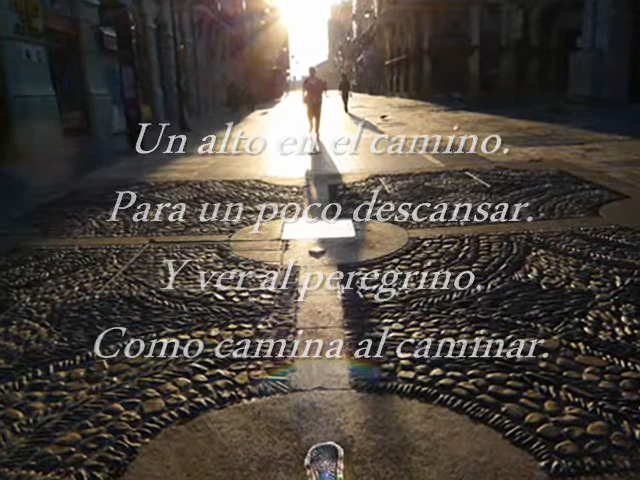 Un alto en el camino.
Para un poco descansar.
Y ver al peregrino.
Como camina al caminar.